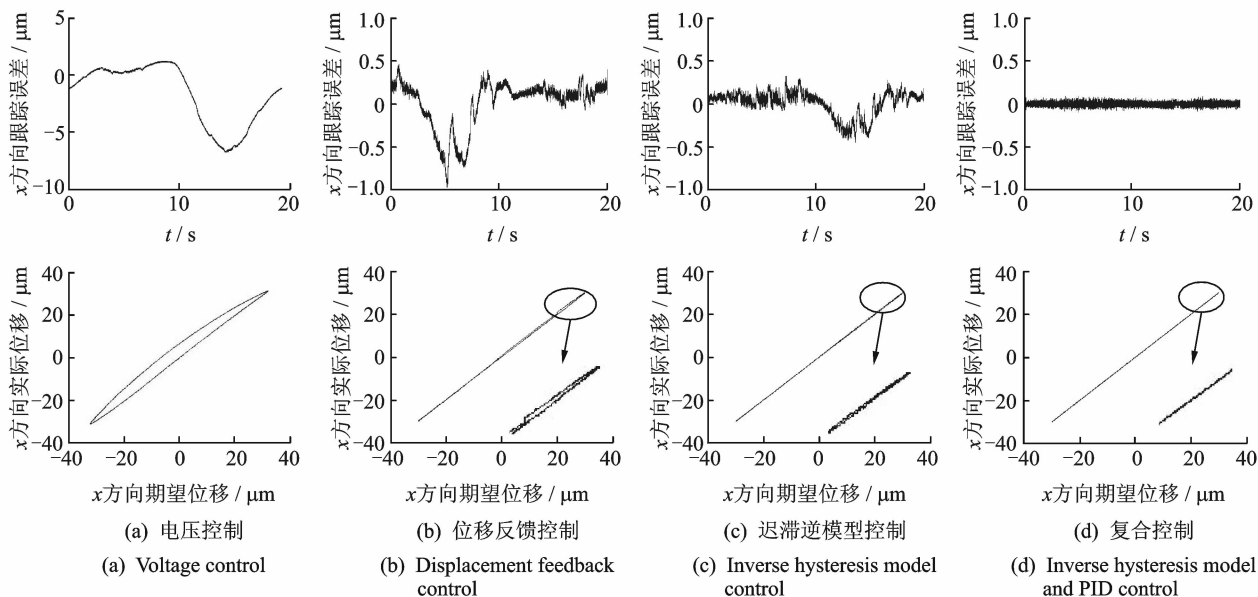 x方向跟踪误差 / μm
5
0
−5
−10
0
10
20
t / s
x方向跟踪误差 / μm
1.0
0.5
0
−0.5
−1.0
0
5
10
15
20
t / s
x方向跟踪误差 / μm
1.0
0.5
0
−0.5
−1.0
0
5
10
15
20
t / s
x方向跟踪误差 / μm
1.0
0.5
0
−0.5
−1.0
0
10
20
t / s
x方向实际位移 / μm
40
20
0
−20
−40
−40
−20
0
20
40
x方向期望位移 / μm
(a) 电压控制
(a) Voltage control
x方向实际位移 / μm
40
20
0
−20
−40
−40
−20
0
20
40
x方向期望位移 / μm
(b) 位移反馈控制
(b) Displacement feedback
control
x方向实际位移 / μm
40
20
0
−20
−40
−40
−20
0
20
40
x方向期望位移 / μm
(c) 迟滞逆模型控制
(c) Inverse hysteresis model
control
x方向实际位移 / μm
40
20
0
−20
−40
−40
−20
0
20
40
x方向期望位移 / μm
(d) 复合控制
(d) Inverse hysteresis model
and PID control